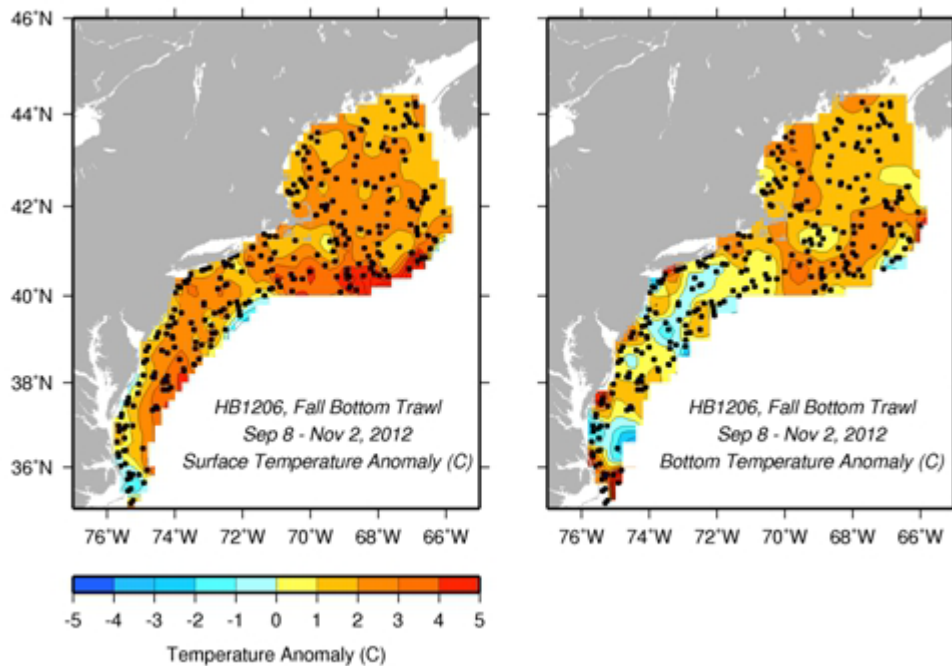 46°N
44°N
42°N
40°N
38°N
36°N
HB1206, Fall Bottom Trawl
Sep 8 - Nov 2, 2012
Surface Temperature Anomaly (C)
76°W 74°W 72°W 70°W 68°W 66°W
HB1206, Fall Bottom Trawl
Sep 8 - Nov 2, 2012
Bottom Temperature Anomaly (C)
76°W 74°W 72°W 70°W 68°W 66°W
-5 -4 -3 -2 -1 0 1 2 3 4 5
Temperature Anomaly (C)